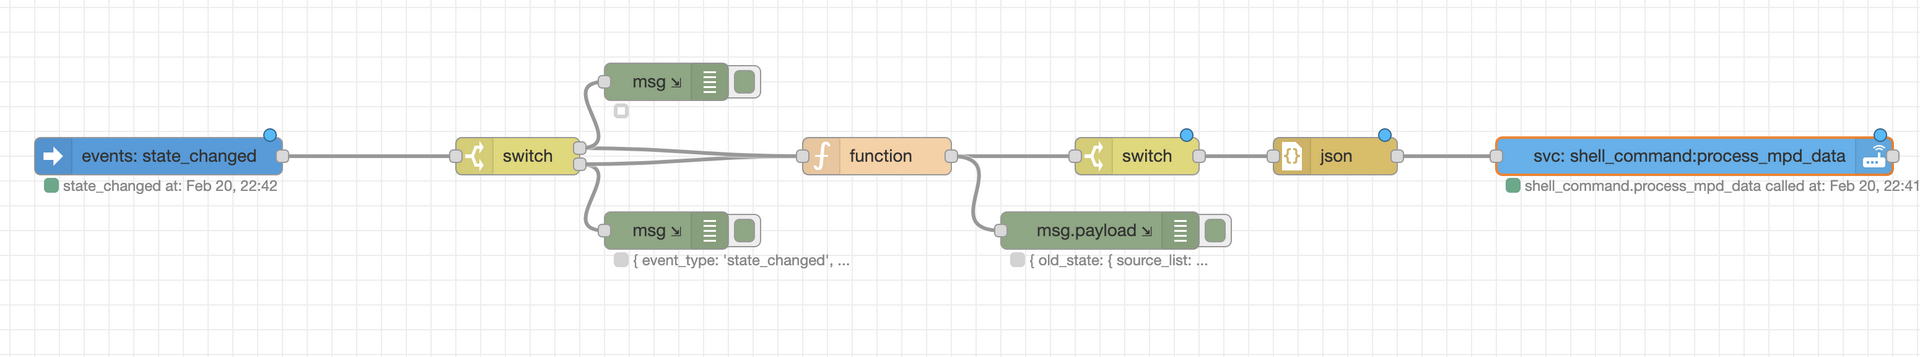 msg ⇲
events: state_changed
switch
function
switch
json
svc: shell_command:process_mpd_data
state_changed at: Feb 20, 22:42
shell_command.process_mpd_data called at: Feb 20, 22:41
msg ⇲
msg.payload ⇲
{ event_type: 'state_changed', ...
{ old_state: { source_list: ...